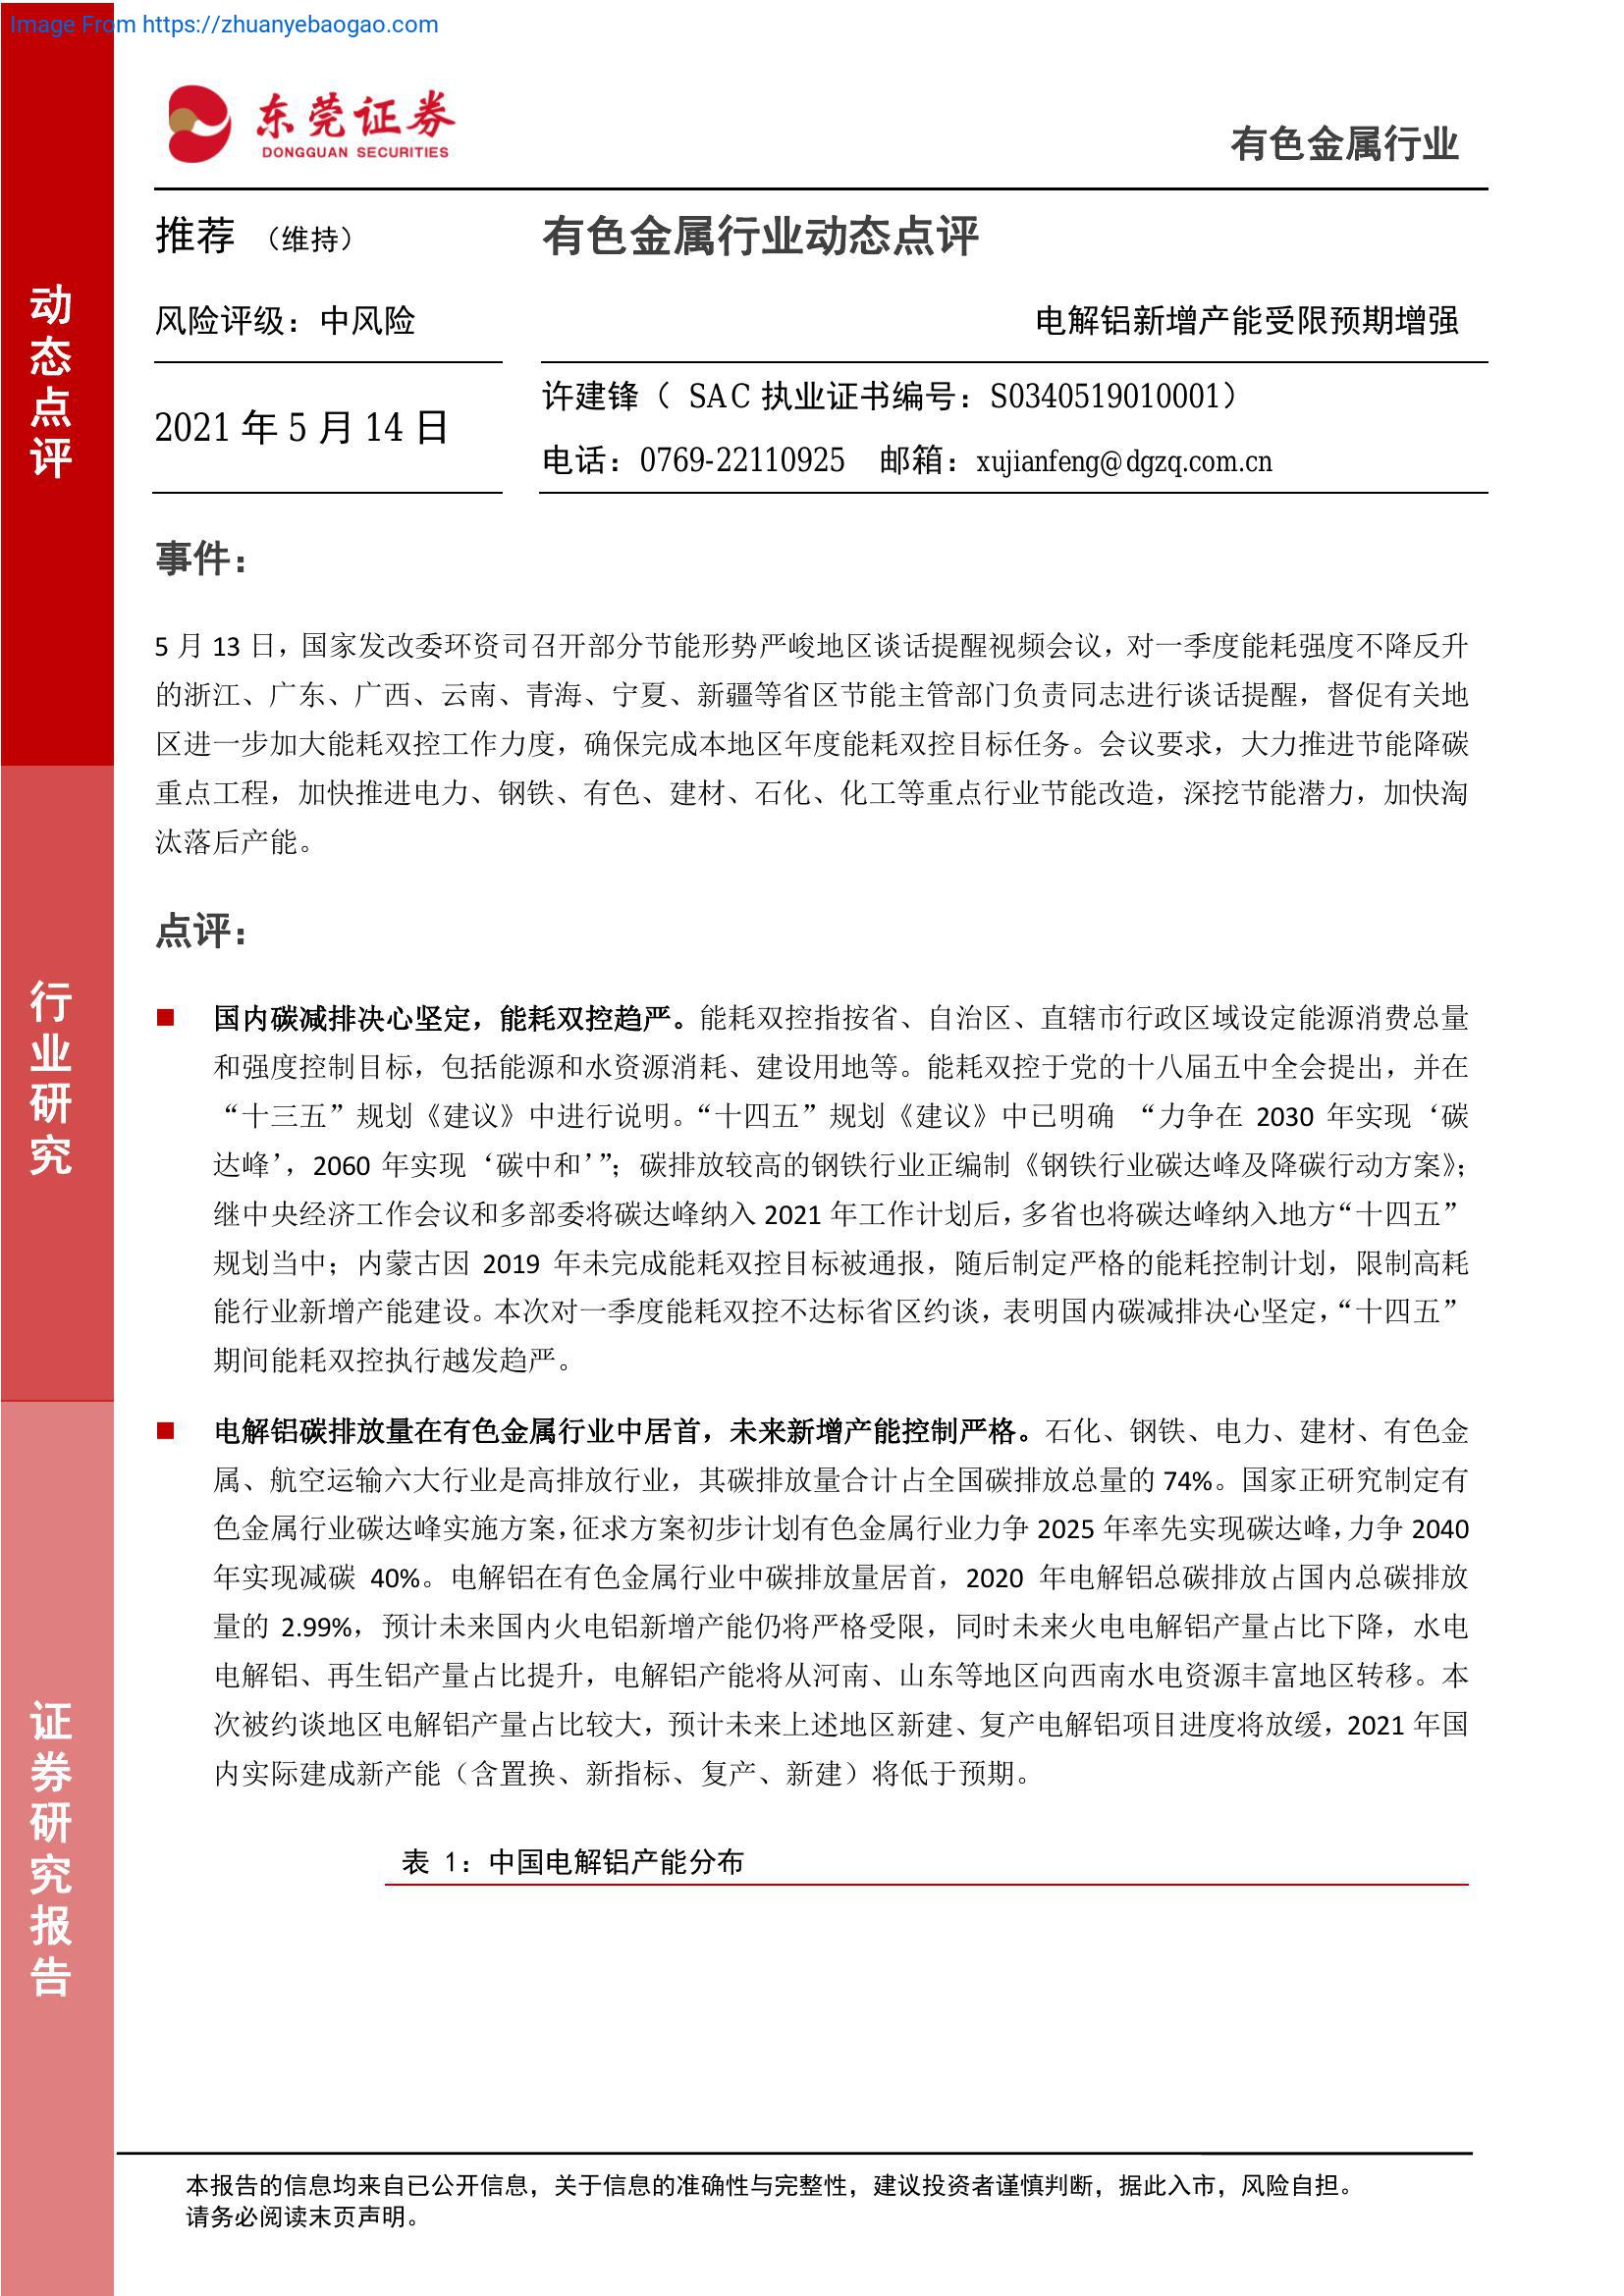 Image From https://zhuanyebaogao.com
东莞证券
DONGGUAN SECURITIES
有色金属行业
推荐 （维持）
有色金属行业动态点评
风险评级：中风险
电解铝新增产能受限预期增强
2021 年 5 月 14 日
许建锋（ SAC 执业证书编号：S0340519010001）
电话：0769-22110925 邮箱：xujianfeng@dgzq.com.cn
动态点评
行业研究
证券研究报告
事件：
5 月 13 日，国家发改委环资司召开部分节能形势严峻地区谈话提醒视频会议，对一季度能耗强度不降反升
的浙江、广东、广西、云南、青海、宁夏、新疆等省区节能主管部门负责同志进行谈话提醒，督促有关地
区进一步加大能耗双控工作力度，确保完成本地区年度能耗双控目标任务。会议要求，大力推进节能降碳
重点工程，加快推进电力、钢铁、有色、建材、石化、化工等重点行业节能改造，深挖节能潜力，加快淘
汰落后产能。
点评：
国内碳减排决心坚定，能耗双控趋严。能耗双控指按省、自治区、直辖市行政区域设定能源消费总量
和强度控制目标，包括能源和水资源消耗、建设用地等。能耗双控于党的十八届五中全会提出，并在
“十三五”规划《建议》中进行说明。“十四五”规划《建议》中已明确 “力争在 2030 年实现‘碳
达峰’，2060 年实现‘碳中和’”；碳排放较高的钢铁行业正编制《钢铁行业碳达峰及降碳行动方案》；
继中央经济工作会议和多部委将碳达峰纳入 2021 年工作计划后，多省也将碳达峰纳入地方“十四五”
规划当中；内蒙古因 2019 年未完成能耗双控目标被通报，随后制定严格的能耗控制计划，限制高耗
能行业新增产能建设。本次对一季度能耗双控不达标省区约谈，表明国内碳减排决心坚定，“十四五”
期间能耗双控执行越发趋严。
电解铝碳排放量在有色金属行业中居首，未来新增产能控制严格。石化、钢铁、电力、建材、有色金
属、航空运输六大行业是高排放行业，其碳排放量合计占全国碳排放总量的 74%。国家正研究制定有
色金属行业碳达峰实施方案，征求方案初步计划有色金属行业力争 2025 年率先实现碳达峰，力争 2040
年实现减碳 40%。电解铝在有色金属行业中碳排放量居首，2020 年电解铝总碳排放占国内总碳排放
量的 2.99%，预计未来国内火电铝新增产能仍将严格受限，同时未来火电电解铝产量占比下降，水电
电解铝、再生铝产量占比提升，电解铝产能将从河南、山东等地区向西南水电资源丰富地区转移。本
次被约谈地区电解铝产量占比较大，预计未来上述地区新建、复产电解铝项目进度将放缓，2021 年国
内实际建成新产能（含置换、新指标、复产、新建）将低于预期。
表 1：中国电解铝产能分布
本报告的信息均来自已公开信息，关于信息的准确性与完整性，建议投资者谨慎判断，据此入市，风险自担。
请务必阅读末页声明。